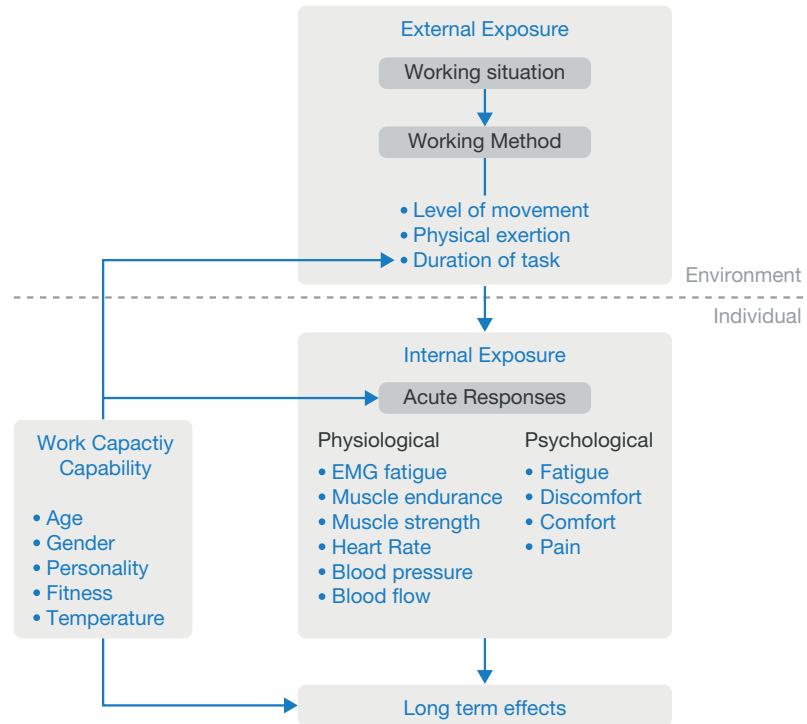 External Exposure
Working situation
Working Method
• Level of movement
• Physical exertion
• Duration of task
Environment
Individual
Internal Exposure
Acute Responses
Physiological
• EMG fatigue
• Muscle endurance
• Muscle strength
• Heart Rate
• Blood pressure
• Blood flow
Psychological
• Fatigue
• Discomfort
• Comfort
• Pain
Work Capactiy
Capability
• Age
• Gender
• Personality
• Fitness
• Temperature
Long term effects